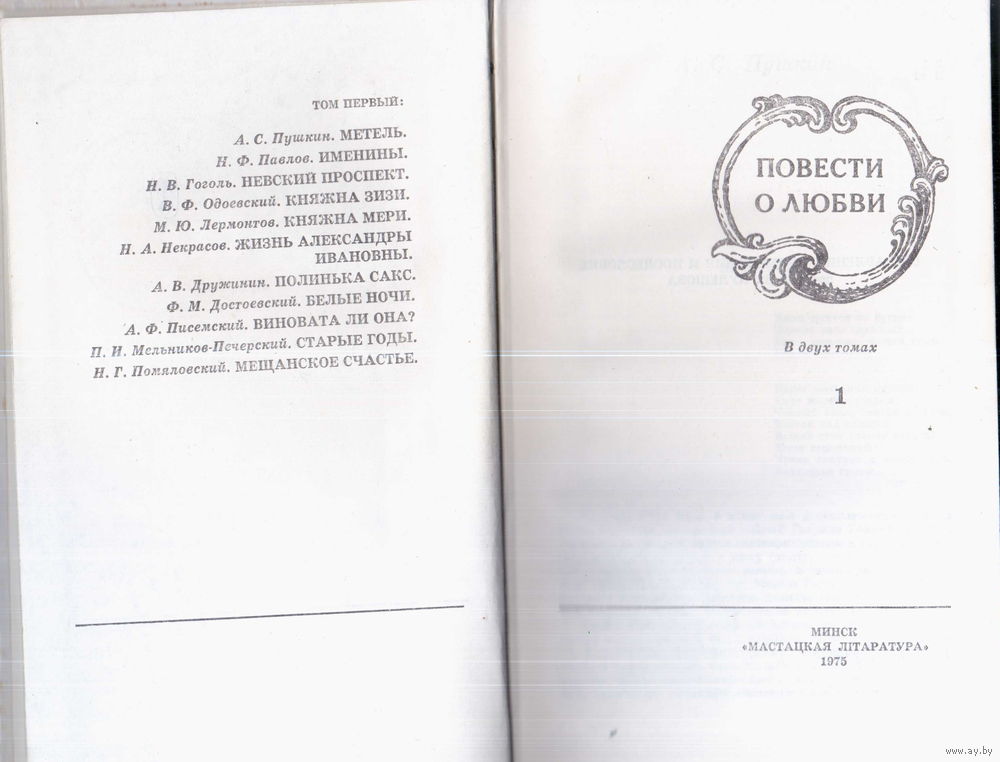 ТОМ ПЕРВЫЙ:
А. С. Пушкин. МЕТЕЛЬ.
Н. Ф. Павлов. ИМЕНИНЫ.
Н. В. Гоголь. НЕВСКИЙ ПРОСПЕКТ.
В. Ф. Одоевский. КНЯЖНА ЗИЗИ.
М. Ю. Лермонтов. КНЯЖНА МЕРИ.
Н. А. Некрасов. ЖИЗНЬ АЛЕКСАНДРЫ
ИВАНОВНЫ.
А. В. Дружинин. ПОЛИНЬКА САКС.
Ф. М. Достоевский. БЕЛЫЕ НОЧИ.
А. Ф. Писемский. ВИНОВАТА ЛИ ОНА?
П. И. Мельников-Печерский. СТАРЫЕ ГОДЫ.
Н. Г. Помяловский. МЕЩАНСКОЕ СЧАСТЬЕ.
С. Пушкин
ПОВЕСТИ
О ЛЮБВИ
В двух томах
1
МИНСК
«МАСТАЦКАЯ ЛІТАРАТУРА»
1975
www.ay.by